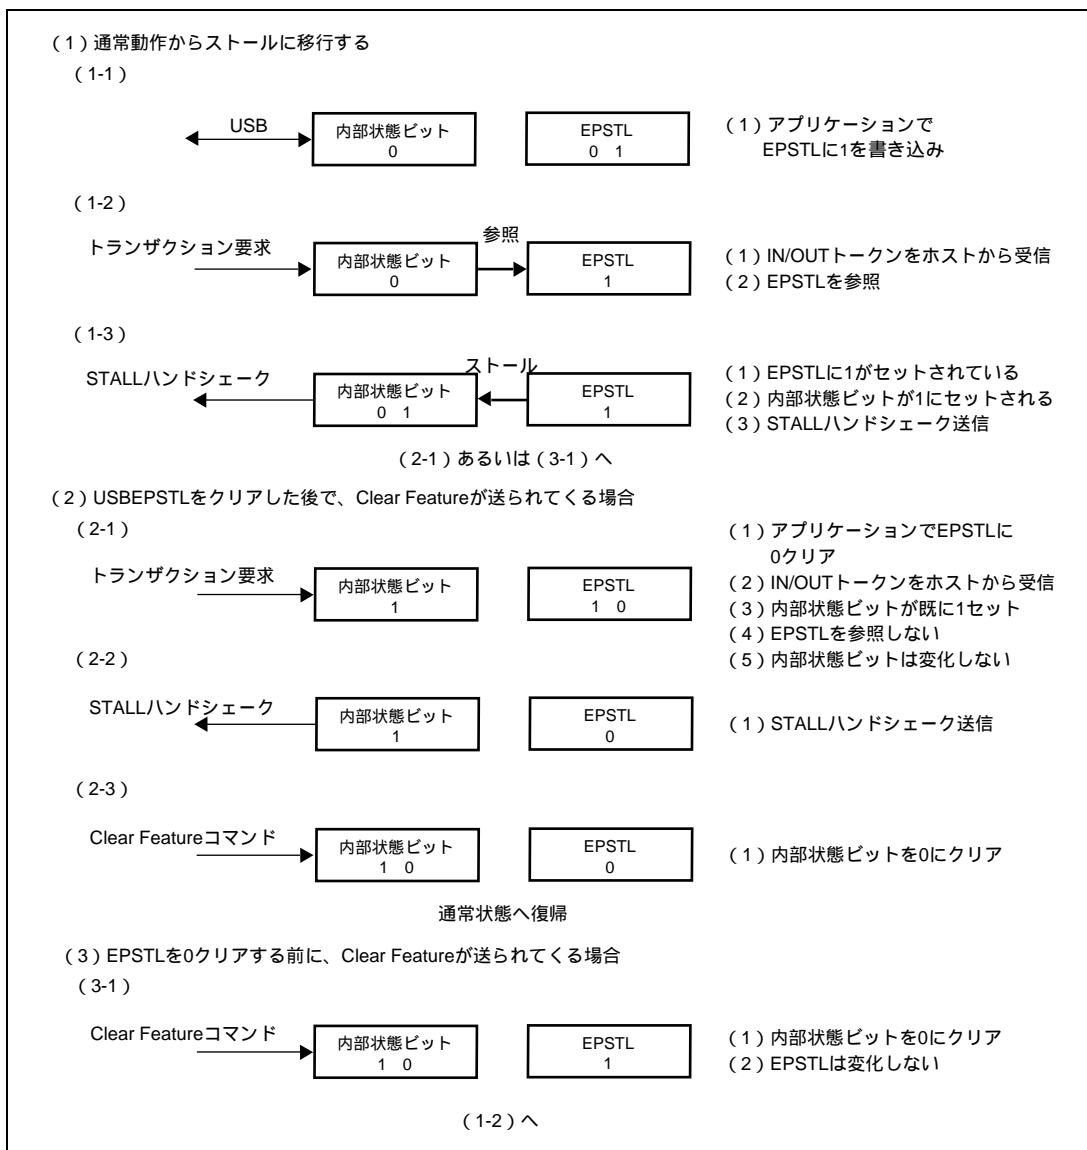 （1）通常動作からストールに移行する
（1-1）
USB
内部状態ビット
0
EPSTL
0 1
（1）アプリケーションで
EPSTLに1を書き込み
（1-2）
トランザクション要求
内部状態ビット
0
参照
EPSTL
1
（1）IN/OUTトークンをホストから受信
（2）EPSTLを参照
（1-3）
STALLハンドシェーク
内部状態ビット
0 1
ストール
EPSTL
1
（1）EPSTLに1がセットされている
（2）内部状態ビットが1にセットされる
（3）STALLハンドシェーク送信
（2-1）あるいは（3-1）へ
（2）USBEPSTLをクリアした後で、Clear Featureが送られてくる場合
（2-1）
トランザクション要求
内部状態ビット
1
EPSTL
1 0
（1）アプリケーションでEPSTLに
0クリア
（2）IN/OUTトークンをホストから受信
（3）内部状態ビットが既に1セット
（4）EPSTLを参照しない
（5）内部状態ビットは変化しない
（2-2）
STALLハンドシェーク
内部状態ビット
1
EPSTL
0
（1）STALLハンドシェーク送信
（2-3）
Clear Featureコマンド
内部状態ビット
1 0
EPSTL
0
（1）内部状態ビットを0にクリア
通常状態へ復帰
（3）EPSTLを0クリアする前に、Clear Featureが送られてくる場合
（3-1）
Clear Featureコマンド
内部状態ビット
1 0
EPSTL
1
（1）内部状態ビットを0にクリア
（2）EPSTLは変化しない
（1-2）へ